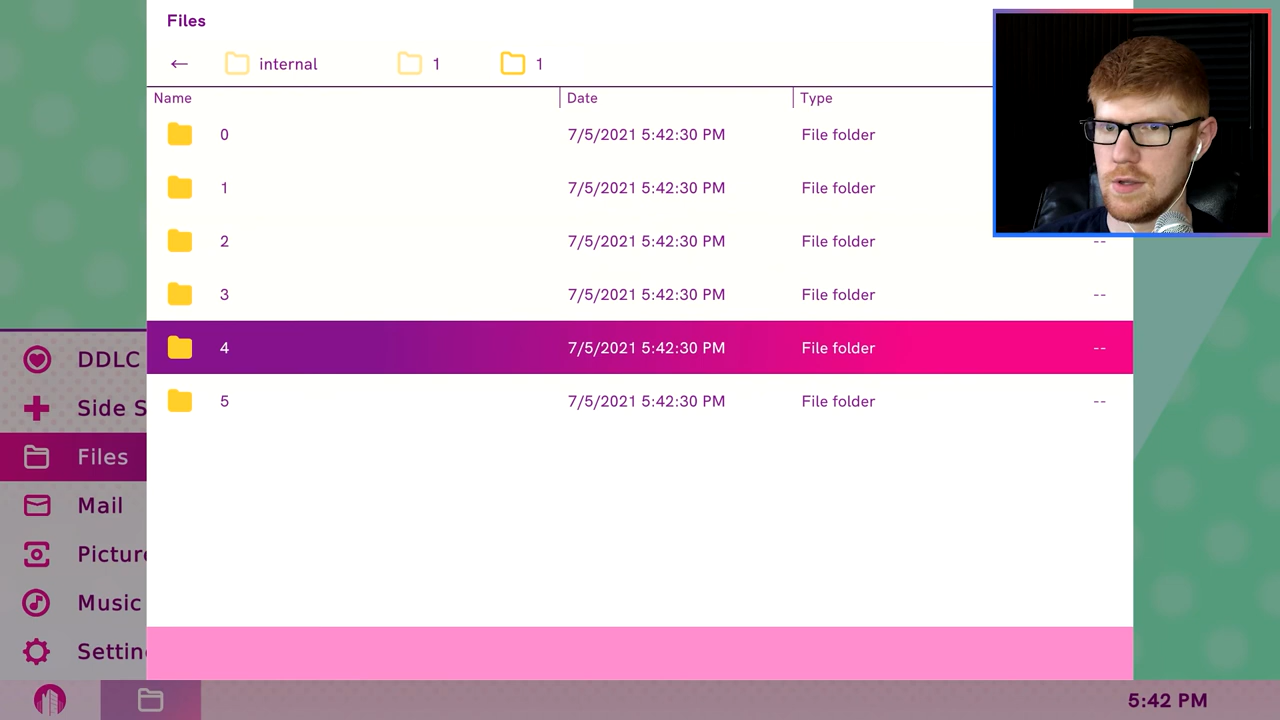 Files
← internal 1 1
Name Date Type
0 7/5/2021 5:42:30 PM File folder
1 7/5/2021 5:42:30 PM File folder
2 7/5/2021 5:42:30 PM File folder --
3 7/5/2021 5:42:30 PM File folder --
4 7/5/2021 5:42:30 PM File folder --
5 7/5/2021 5:42:30 PM File folder --
DDLC
Side S
Files
Mail
Pictur
Music
Settin
5:42 PM